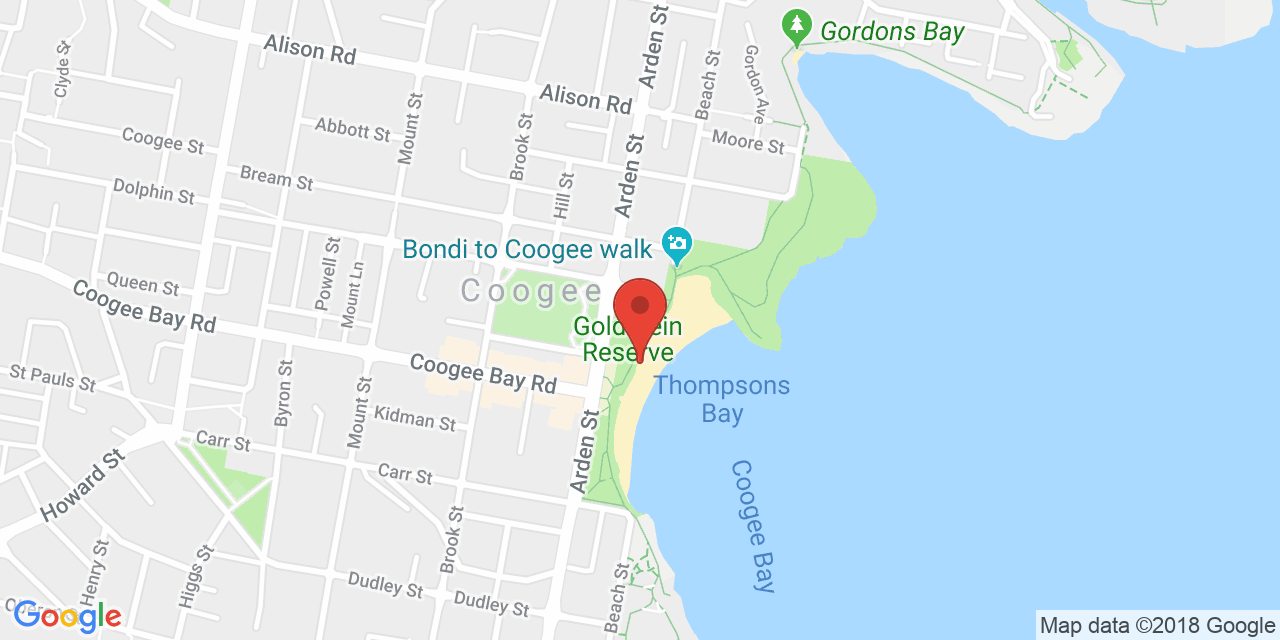 Gordons Bay
Arden St
Alison Rd
Clyde St
Beach St
Gordon Ave
Alison Rd
Abbott St
Mount St
Brook St
Moore St
Coogee St
Arden St
Bream St
Dolphin St
Hill St
Bondi to Coogee walk
Powell St
Mount Ln
Queen St
Coogee
Coogee Bay Rd
Reserve
Coogee Bay Rd
St Pauls St
Byron St
Thompsons
Bay
Mount St
Kidman St
Arden St
Carr St
Carr St
Howard St
Coogee Bay
Brook St
Henry St
Higgs St
Dudley St
Dudley St
Beach St
Google
Map data ©2018 Google